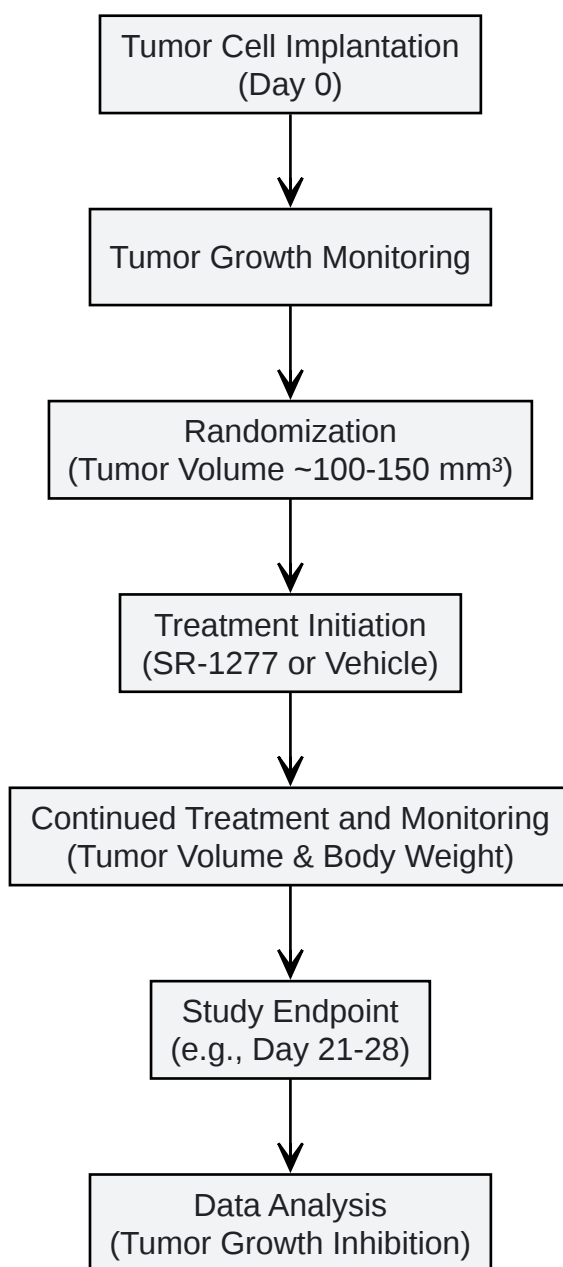 Tumor Cell Implantation
(Day 0)
Tumor Growth Monitoring
Randomization
(Tumor Volume ~100-150 mm³)
Treatment Initiation
(SR-1277 or Vehicle)
Continued Treatment and Monitoring
(Tumor Volume & Body Weight)
Study Endpoint
(e.g., Day 21-28)
Data Analysis
(Tumor Growth Inhibition)